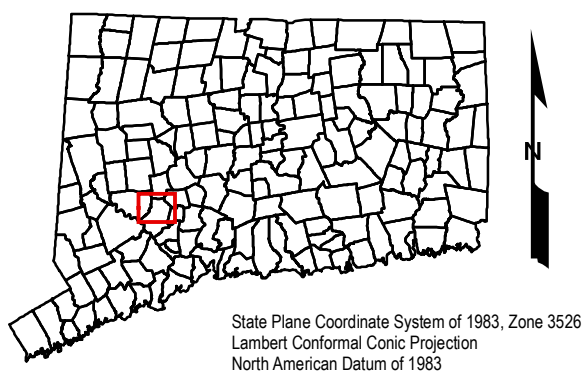 N
State Plane Coordinate System of 1983, Zone 3526
Lambert Conformal Conic Projection
North American Datum of 1983